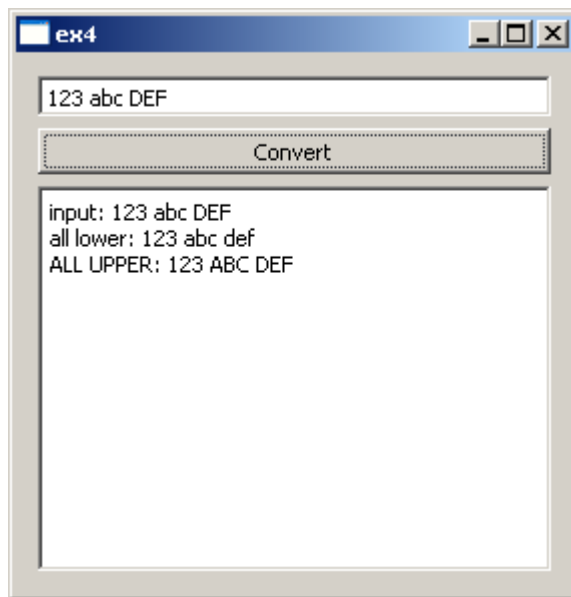 ex4
123 abc DEF
Convert
input: 123 abc DEF
all lower: 123 abc def
ALL UPPER: 123 ABC DEF